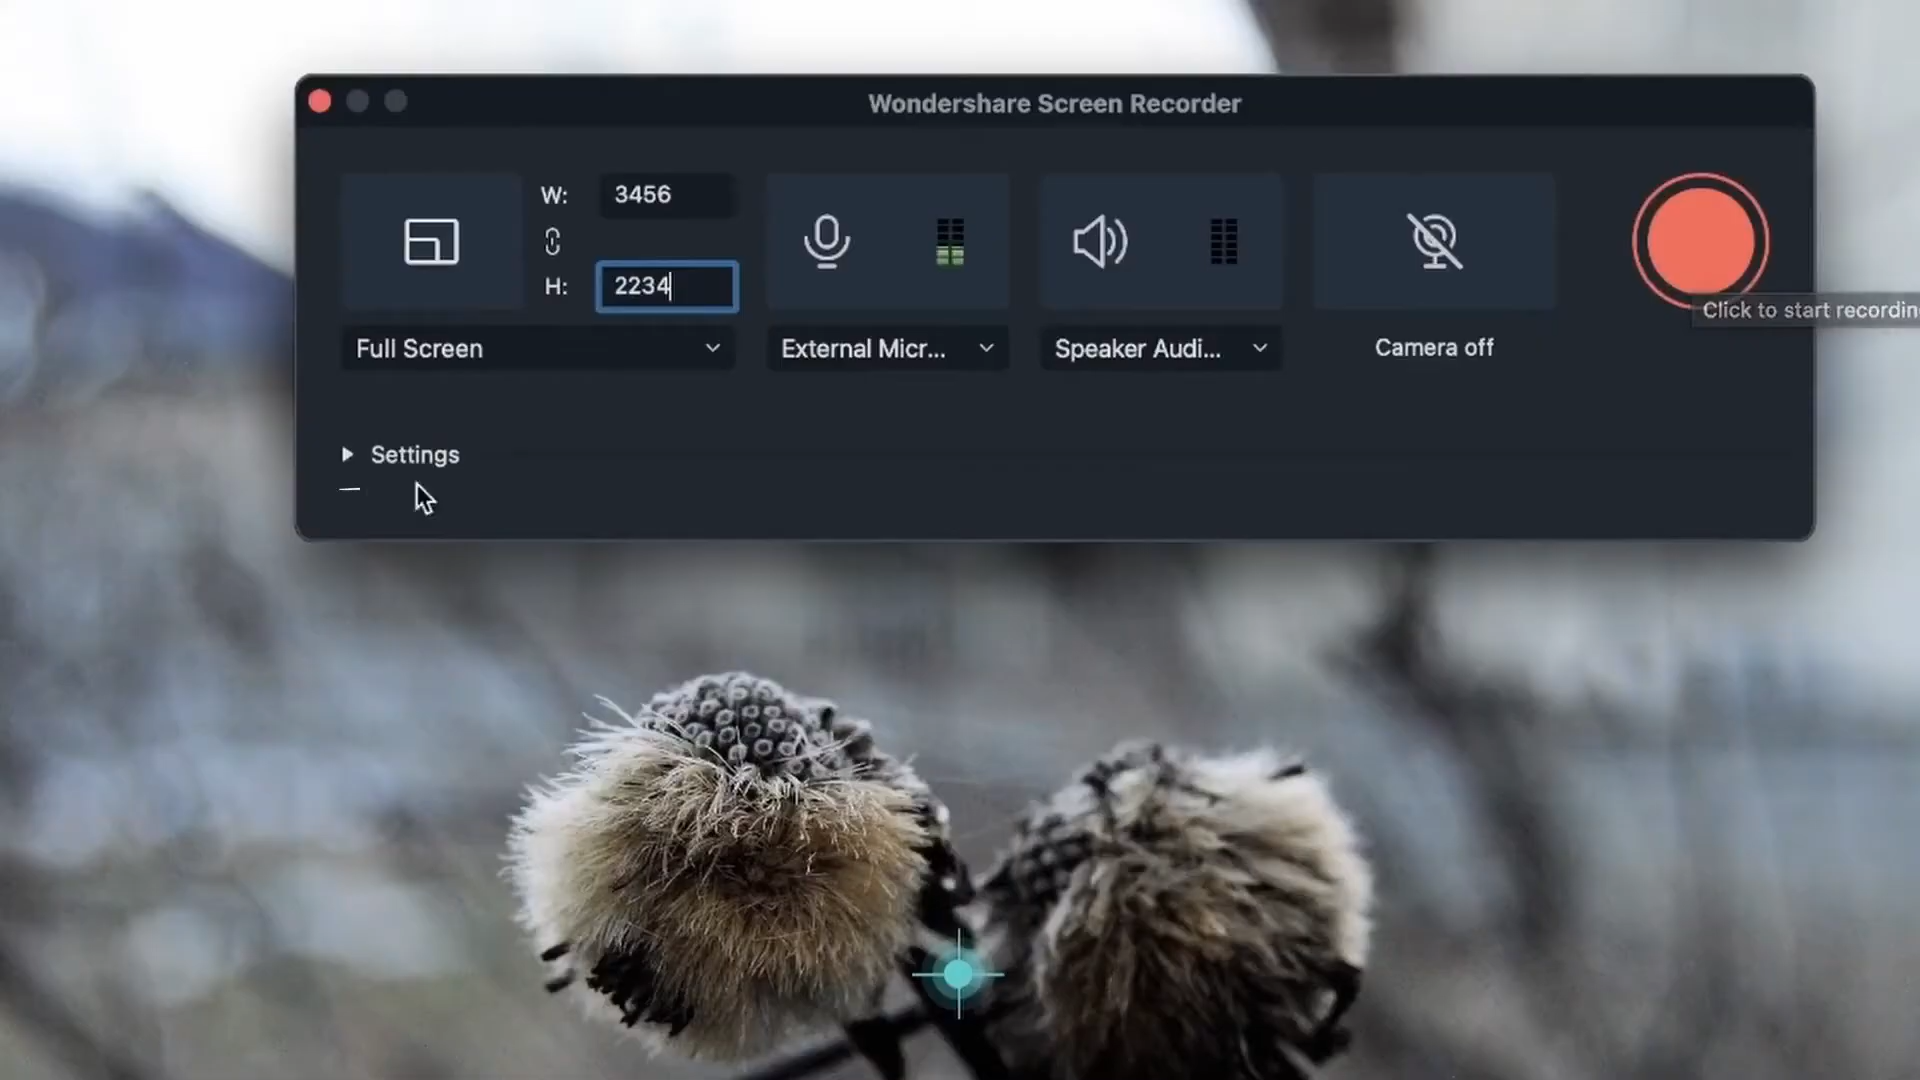 Wondershare Screen Recorder
W: 3456
H: 2234
Click to start recordin
Full Screen
External Micr...
Speaker Audi...
Camera off
Settings